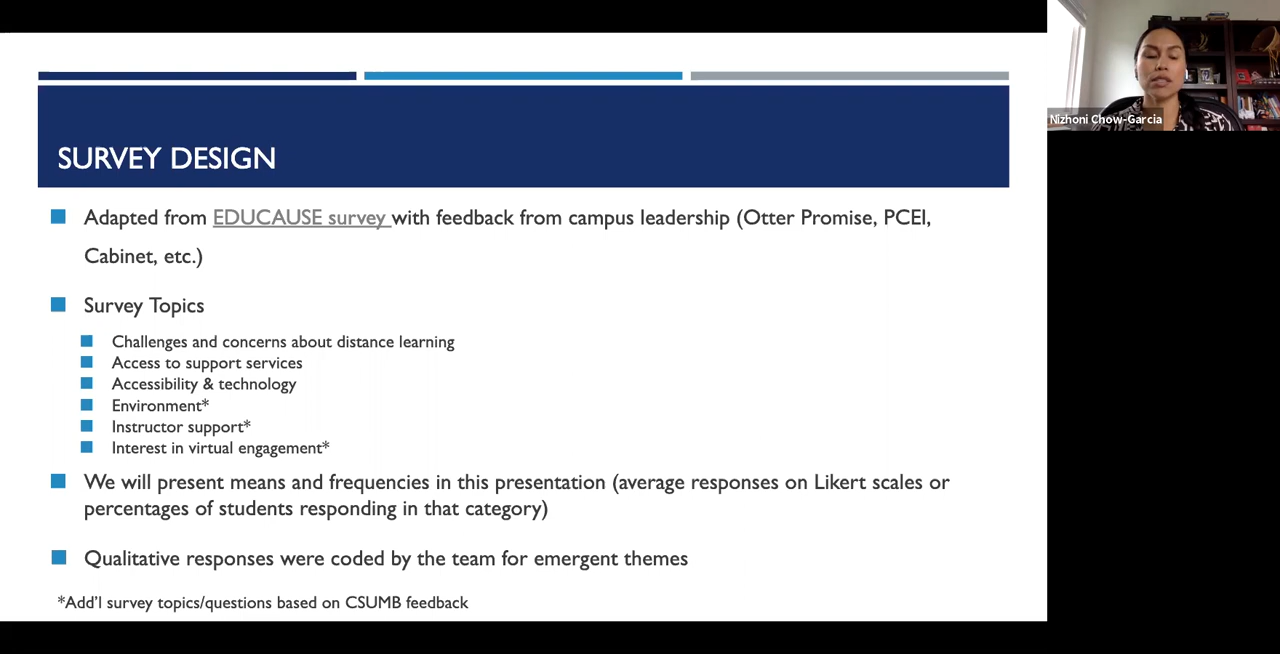 SURVEY DESIGN
Adapted from EDUCAUSE survey with feedback from campus leadership (Otter Promise, PCEI,
Cabinet, etc.)
Survey Topics
Challenges and concerns about distance learning
Access to support services
Accessibility & technology
Environment*
Instructor support*
Interest in virtual engagement*
We will present means and frequencies in this presentation (average responses on Likert scales or
percentages of students responding in that category)
Qualitative responses were coded by the team for emergent themes
*Add'l survey topics/questions based on CSUMB feedback
Nizhoni Chow-Garcia